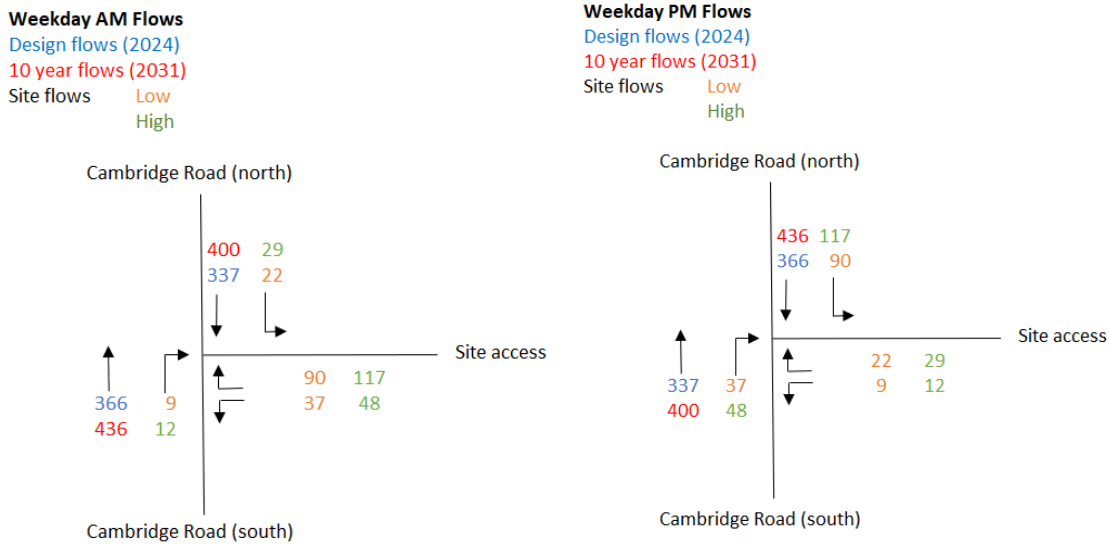 Weekday AM Flows
Design flows (2024)
10 year flows (2031)
Site flows Low
High
Cambridge Road (north)
400 29
337 22
Site access
90 117
366 9 37 48
436 12
Cambridge Road (south)
Weekday PM Flows
Design flows (2024)
10 year flows (2031)
Site flows Low
High
Cambridge Road (north)
436 117
366 90
Site access
22 29
337 37 9 12
400 48
Cambridge Road (south)